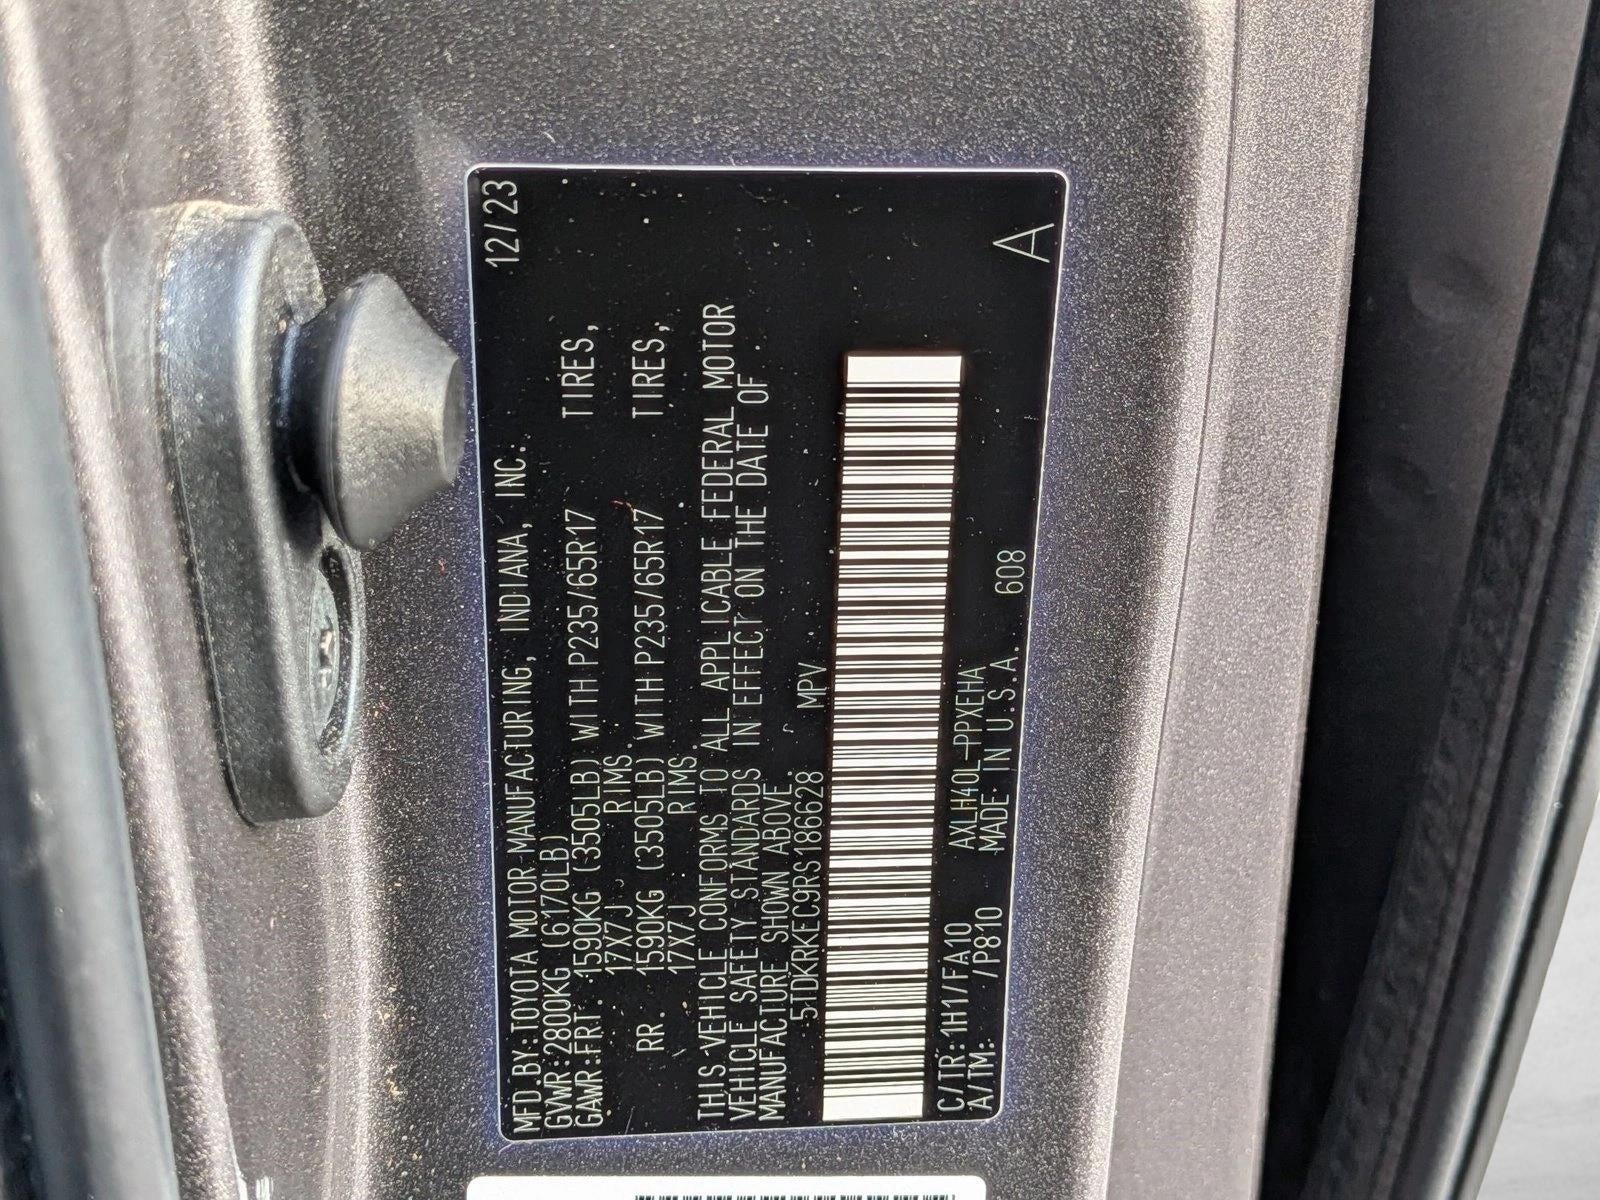 MFD.BY:TOYOTA MOTOR MANUFACTURING, INDIANA, INC. 12/23
GVWR:2800KG (6170LB)
GAWR:FRT. 1590KG (3505LB) WITH P235/65R17 TIRES,
17X7J RIMS.
RR. 1590KG (3505LB) WITH P235/65R17 TIRES,
17X7J RIMS.
THIS VEHICLE CONFORMS TO ALL APPLICABLE FEDERAL MOTOR
VEHICLE SAFETY STANDARDS IN EFFECT ON THE DATE OF
MANUFACTURE SHOWN ABOVE.
5TDKRKEC9RS186628 MPV
C/TR:1H1/FA10 AXLH40L-PPXEHA
A/TM: /P810 MADE IN U.S.A. 608 A